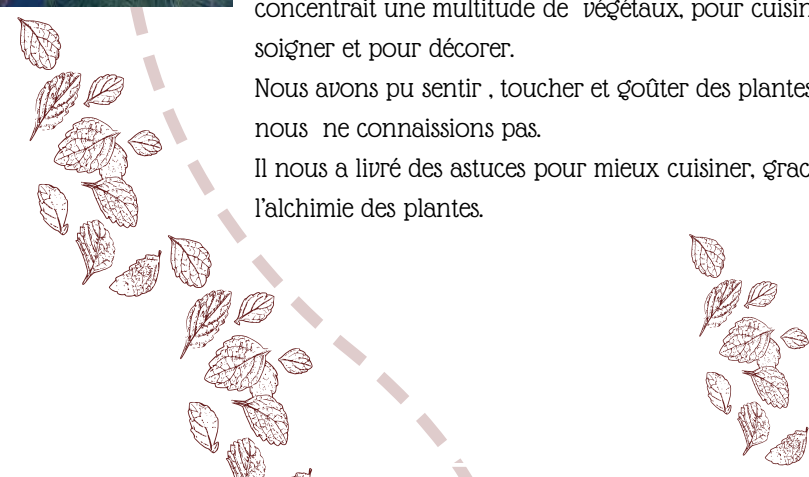 concentrait une multitude de végétaux, pour cuisin
soigner et pour décorer.
Nous avons pu sentir , toucher et goûter des plantes
nous ne connaissions pas.
Il nous a livré des astuces pour mieux cuisiner, grac
l'alchimie des plantes.